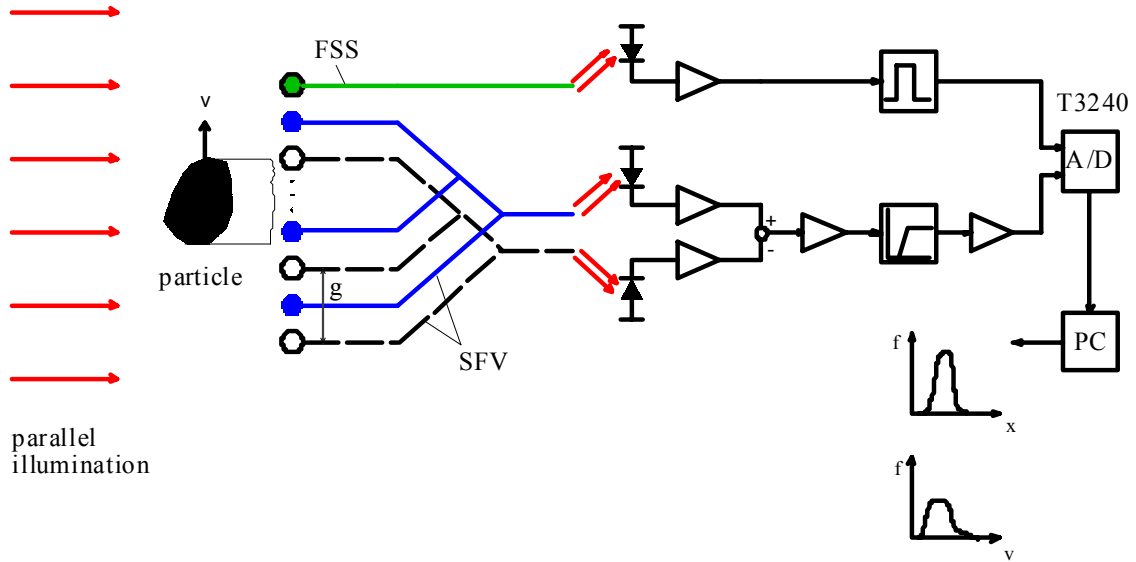 FSS
T3240
v
A/D
+
-
particle
g
SFV
PC
f
x
parallel
illumination
f
v